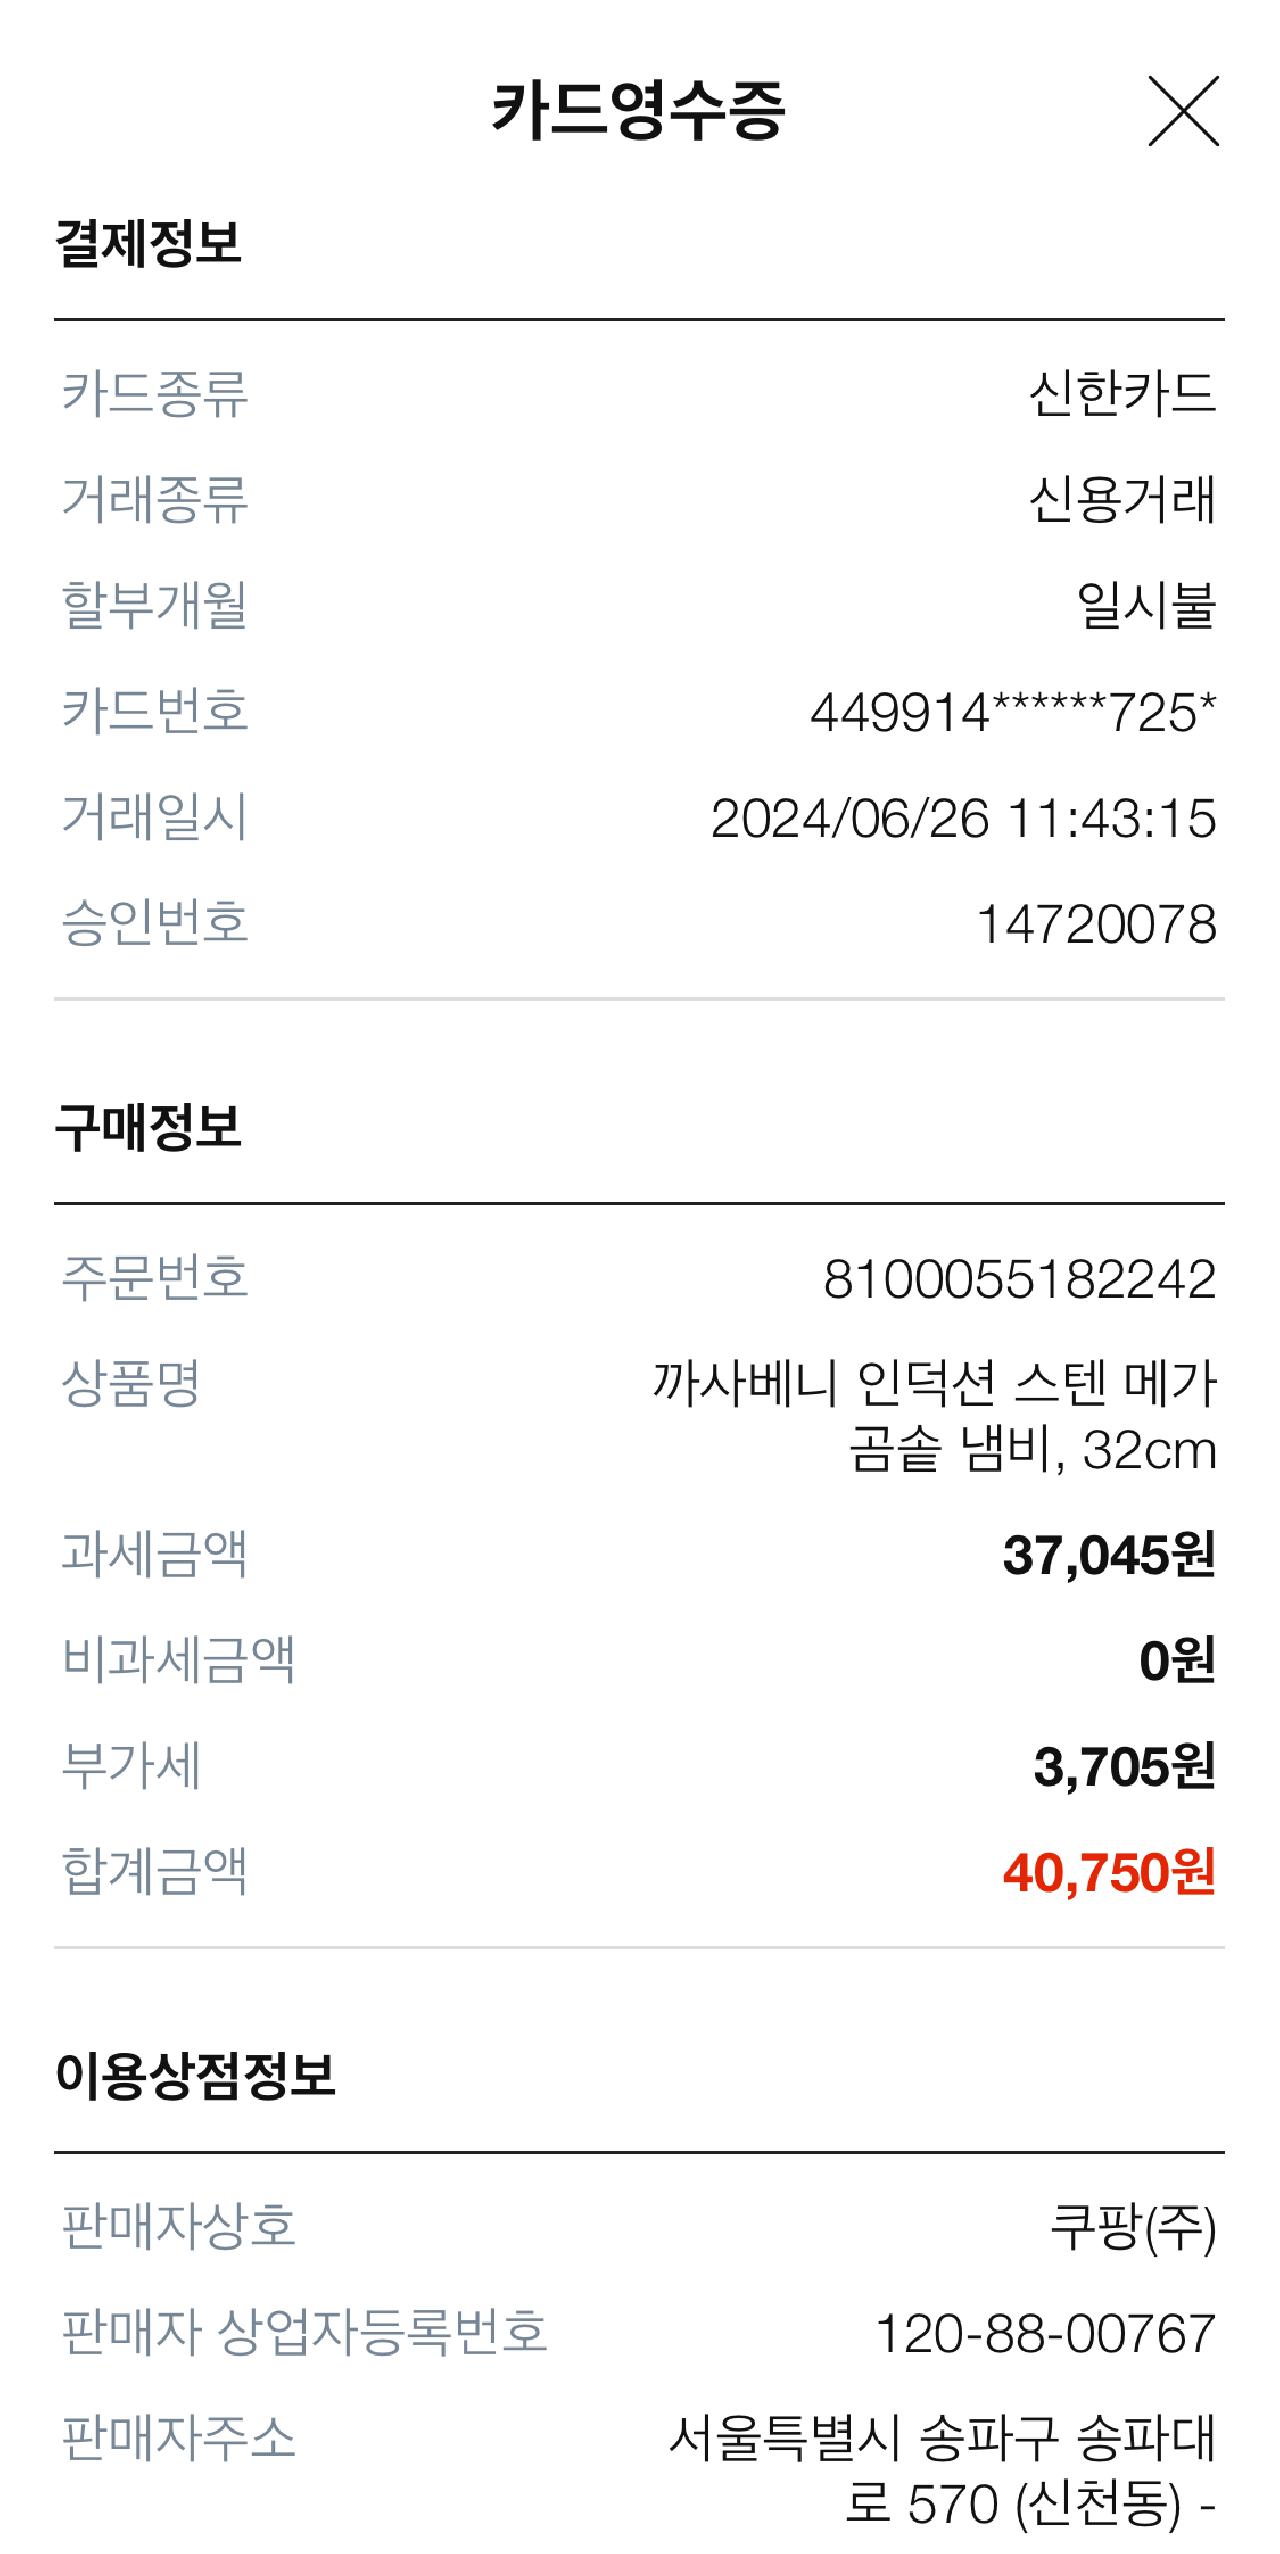 카드영수증
결제정보
카드종류 신한카드
거래종류 신용거래
할부개월 일시불
카드번호 449914******725*
거래일시 2024/06/26 11:43:15
승인번호 14720078
구매정보
주문번호 8100055182242
상품명 까사베니 인덕션 스텐 메가
곰솥 냄비, 32cm
과세금액 37,045원
비과세금액 0원
부가세 3,705원
합계금액 40,750원
이용상점정보
판매자상호 쿠팡(주)
판매자 상업자등록번호 120-88-00767
판매자주소 서울특별시 송파구 송파대
로 570 (신천동) -